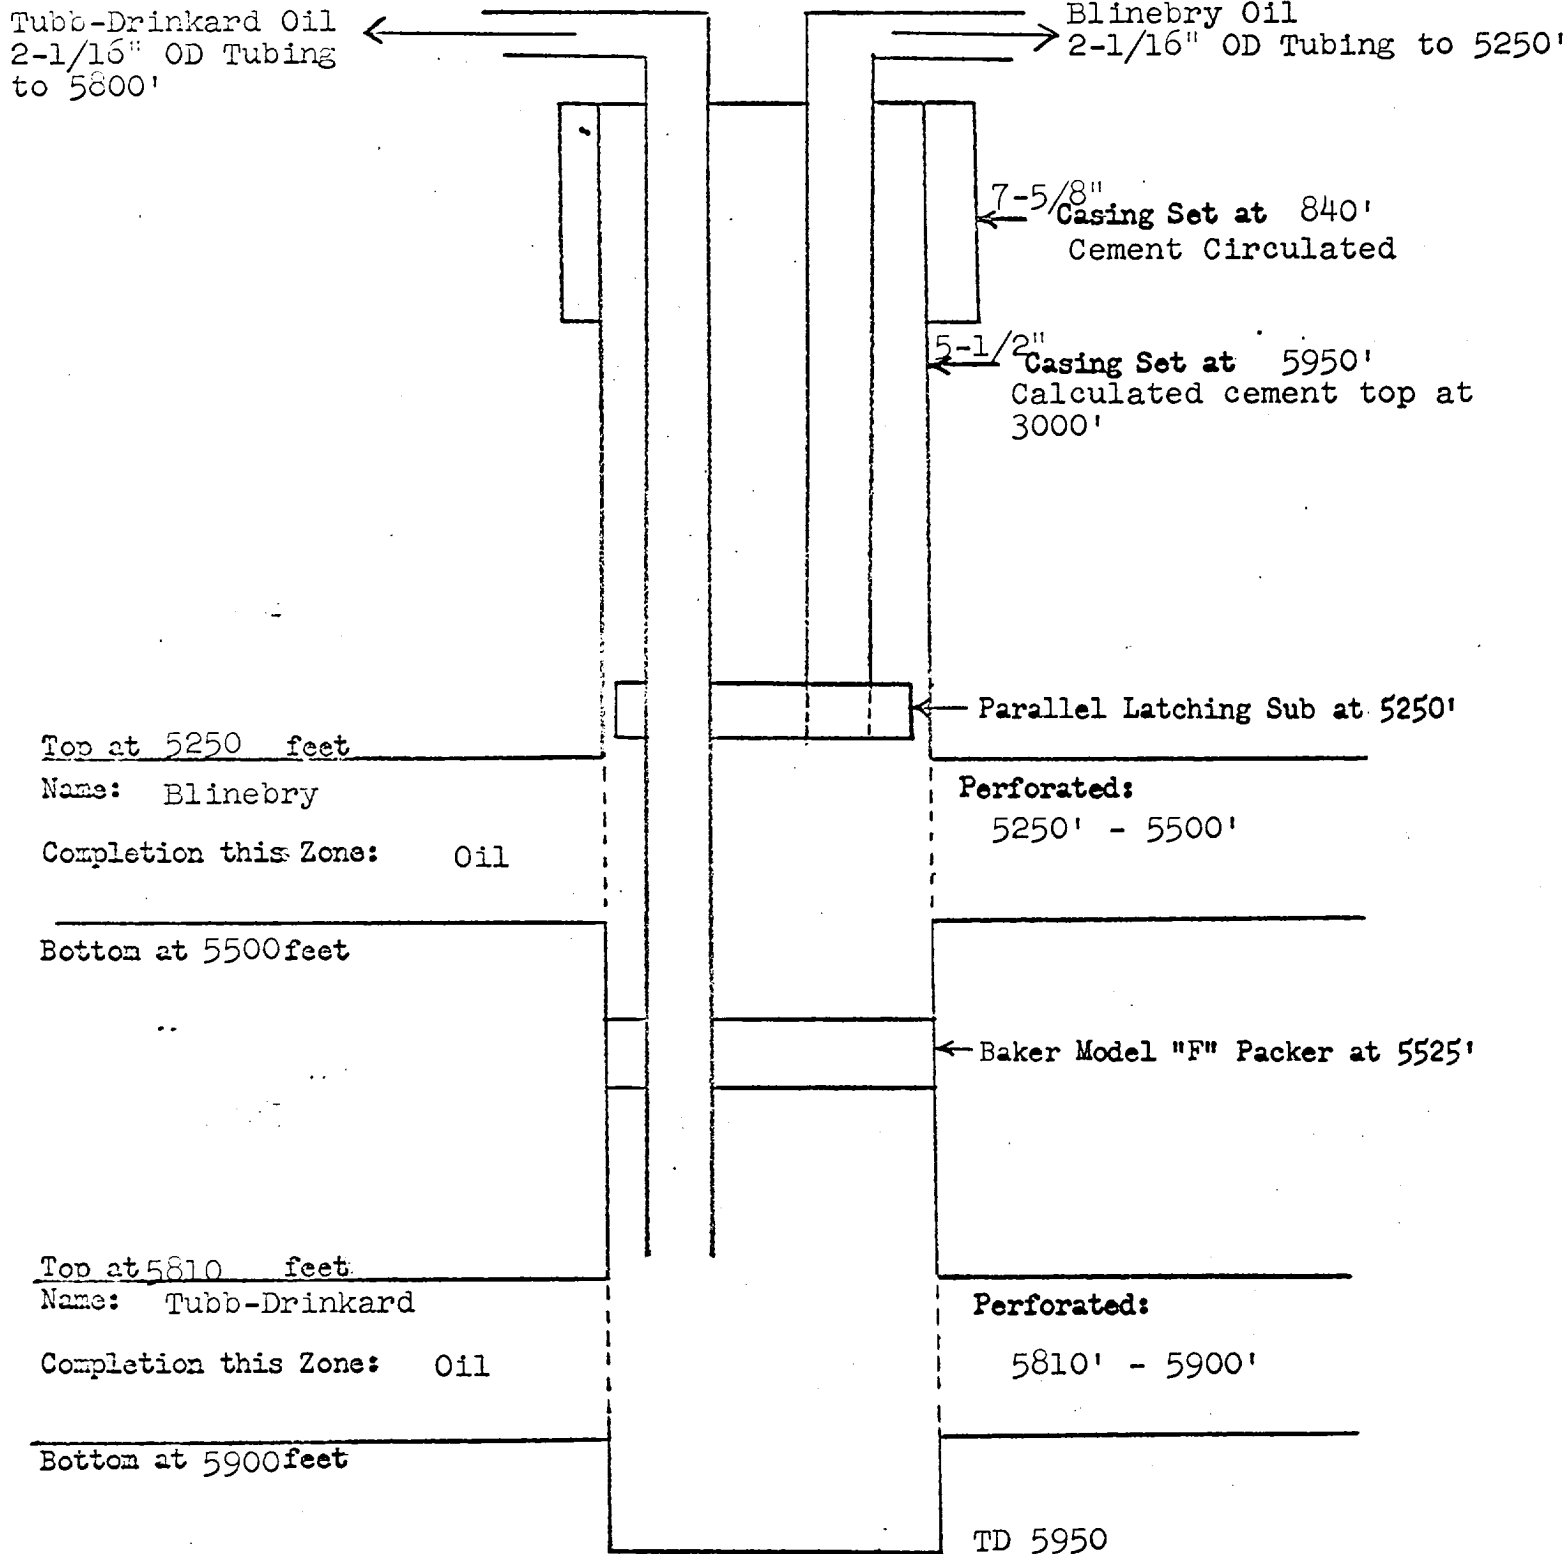 Tubb-Drinkard Oil
2-1/16" OD Tubing
to 5800'
Blinebry Oil
2-1/16" OD Tubing to 5250'
7-5/8"
Casing Set at 840'
Cement Circulated
5-1/2"
Casing Set at 5950'
Calculated cement top at
3000'
Parallel Latching Sub at 5250'
Top at 5250 feet
Name: Blinebry
Perforated:
5250' - 5500'
Completion this Zone: Oil
Bottom at 5500 feet
Baker Model "F" Packer at 5525'
Top at 5810 feet
Name: Tubb-Drinkard
Perforated:
Completion this Zone: Oil
5810' - 5900'
Bottom at 5900 feet
TD 5950